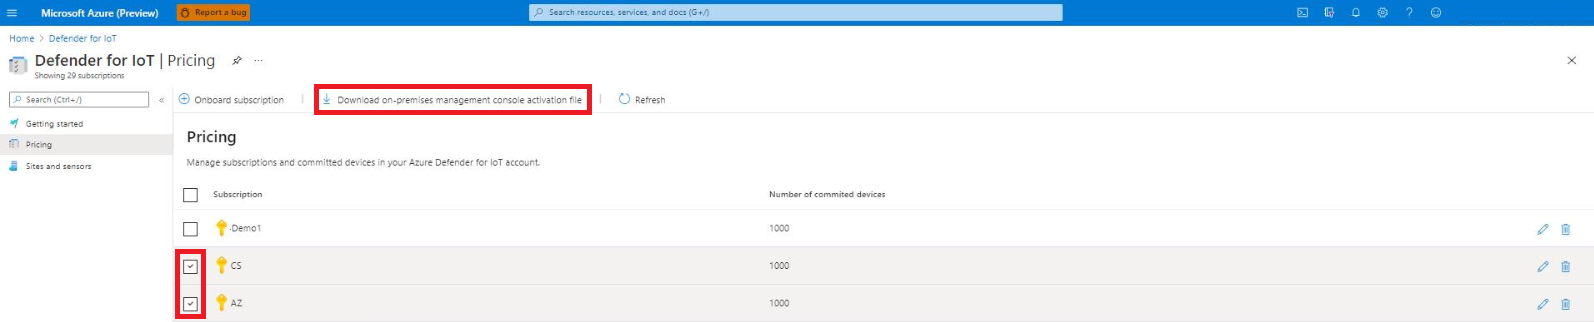 Microsoft Azure (Preview) Report a bug Search resources, services, and docs (G+/)
Home > Defender for IoT
Defender for IoT | Pricing ...
Showing 29 subscriptions
Search (Ctrl+/) «
Getting started
Pricing
Sites and sensors
Onboard subscription Download on-premises management console activation file Refresh
Pricing
Manage subscriptions and committed devices in your Azure Defender for IoT account.
Subscription Number of commited devices
-Demo1 1000
CS 1000
AZ 1000